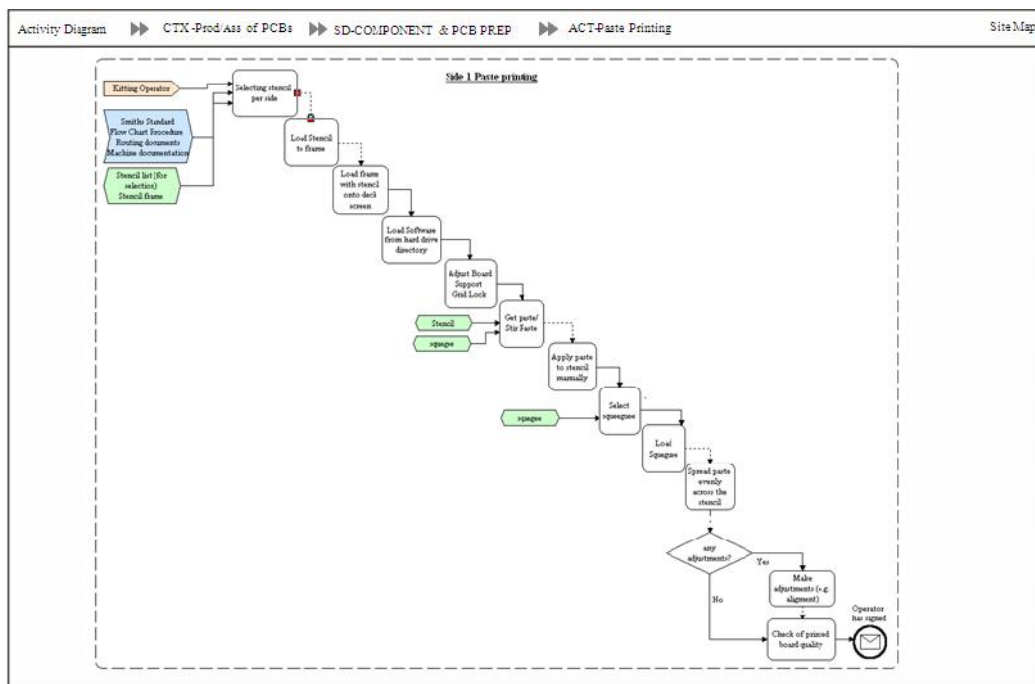 Activity Diagram
CTX -Prod/Ass of PCBs
SD-COMPONENT & PCB PREP
ACT-Paste Printing
Site Map
Side 1 Paste printing
Kitting Operator
Smiths Standard
Flow Chart Procedure
Routing documents
Machine documentation
Stencil list (for
selection)
Stencil frame
Selecting stencil
per side
Load Stencil
to frame
Load frame
with stencil
onto deck
screen
Load Software
from hard drive
directory
Adjust Board
Support
Grid Lock
Stencil
squegee
Get paste/
Stir Paste
Apply paste
to stencil
manually
squegee
Select
squeeguee
Load
Squegee
Spread paste
evenly
across the
stencil
any
adjustments?
Yes
No
Make
adjustments (e.g.
aligment)
Check of printed
board quality
Operator
has signed